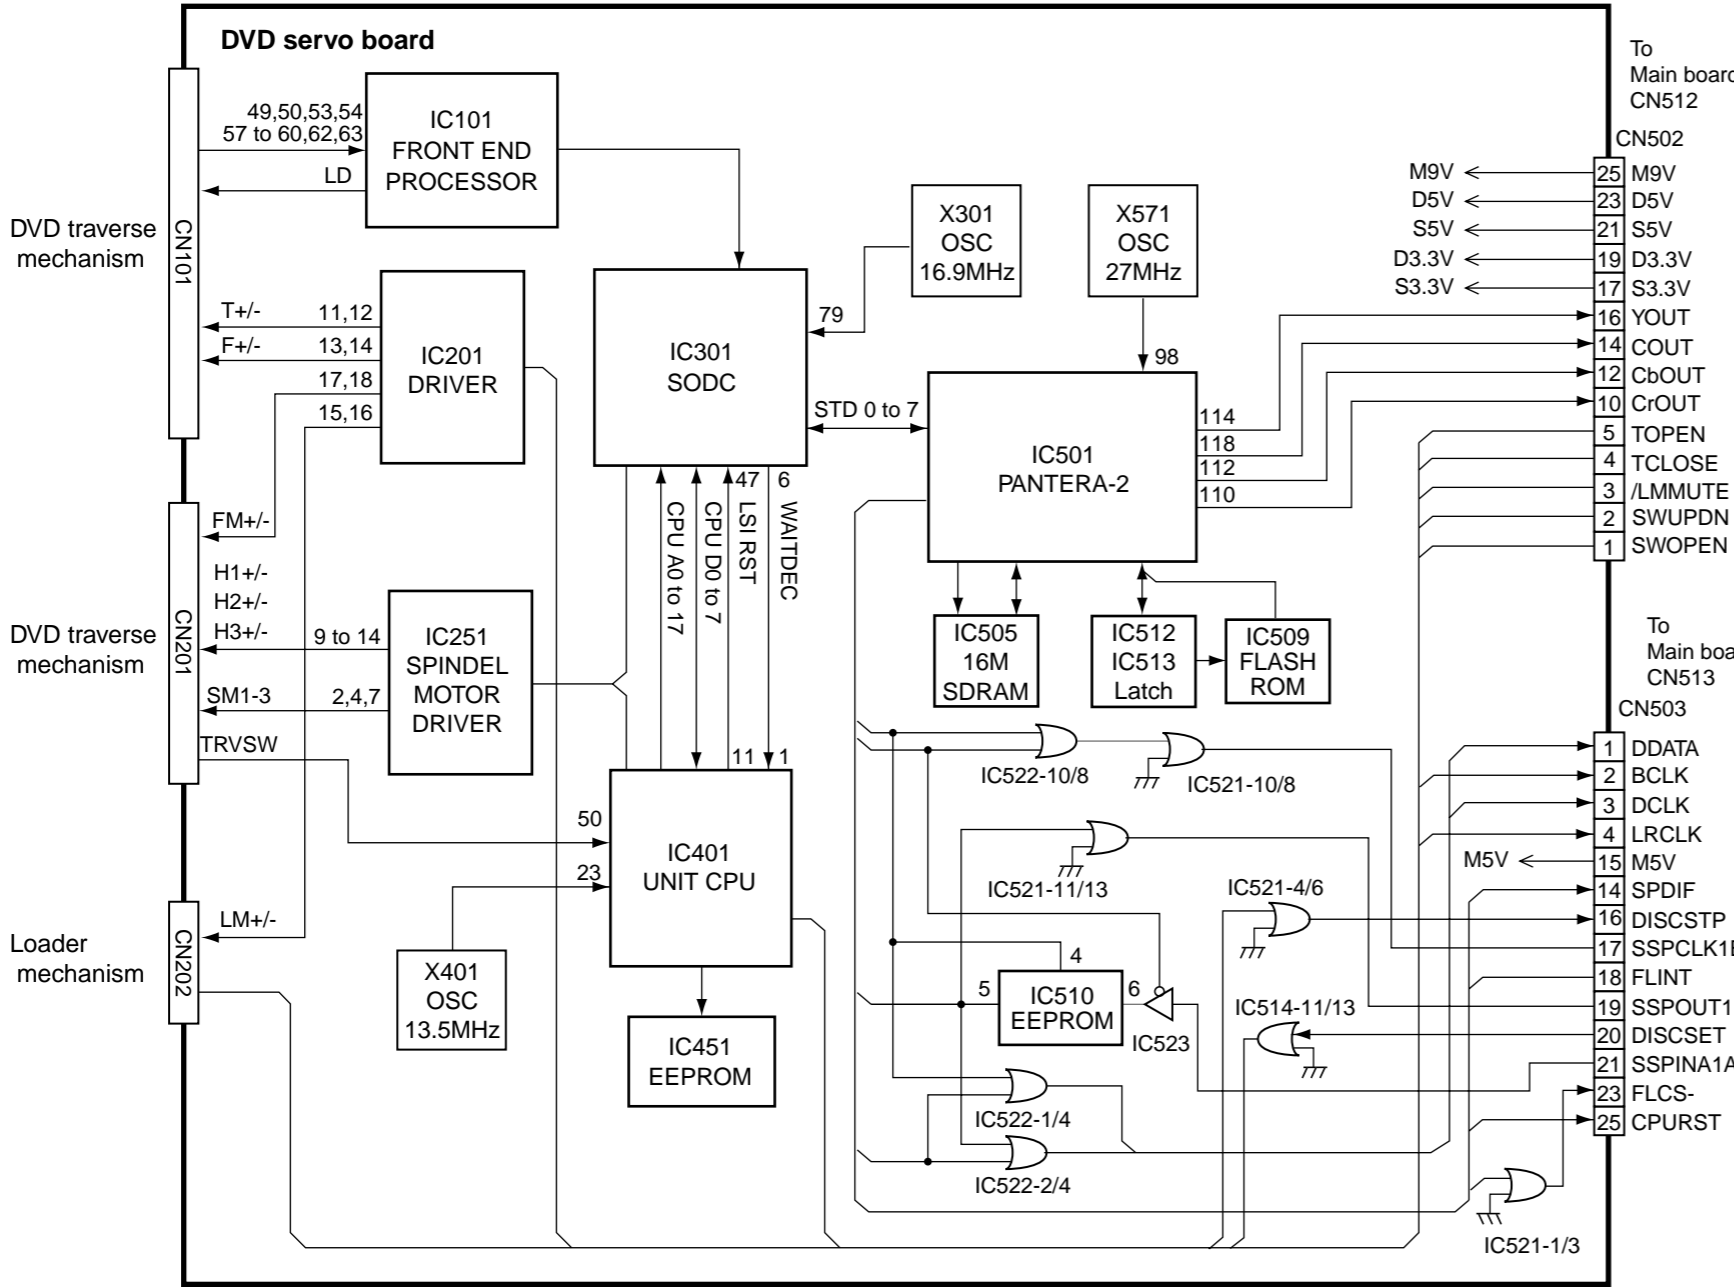 DVD servo board
To
Main board
CN512
CN502
DVD traverse
mechanism
CN101
49,50,53,54
57 to 60,62,63
LD
IC101
FRONT END
PROCESSOR
X301
OSC
16.9MHz
X571
OSC
27MHz
M9V
D5V
S5V
D3.3V
S3.3V
25 M9V
23 D5V
21 S5V
19 D3.3V
17 S3.3V
16 YOUT
14 COUT
12 CbOUT
10 CrOUT
5 TOPEN
4 TCLOSE
3 /LMMUTE
2 SWUPDN
1 SWOPEN
T+/-
11,12
F+/-
13,14
17,18
15,16
IC201
DRIVER
IC301
SODC
79
98
STD 0 to 7
IC501
PANTERA-2
114
118
112
110
47
6
CPU A0 to 17
CPU D0 to 7
LSI RST
WAITDEC
11
1
DVD traverse
mechanism
CN201
FM+/-
H1+/-
H2+/-
H3+/-
9 to 14
SM1-3
2,4,7
TRVSW
IC251
SPINDEL
MOTOR
DRIVER
IC505
16M
SDRAM
IC512
IC513
Latch
IC509
FLASH
ROM
To
Main boa
CN513
CN503
1 DDATA
2 BCLK
3 DCLK
4 LRCLK
M5V
15 M5V
14 SPDIF
16 DISCSTP
17 SSPCLK1B
18 FLINT
19 SSPOUT1
20 DISCSET
21 SSPINA1A
23 FLCS-
25 CPURST
IC522-10/8
IC521-10/8
50
23
IC401
UNIT CPU
IC521-11/13
IC521-4/6
Loader
mechanism
CN202
LM+/-
X401
OSC
13.5MHz
IC451
EEPROM
4
5
IC510
EEPROM
6
IC523
IC514-11/13
IC522-1/4
IC522-2/4
IC521-1/3